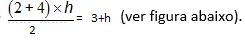 (2+4)×h
2
= 3+h (ver figura abaixo).